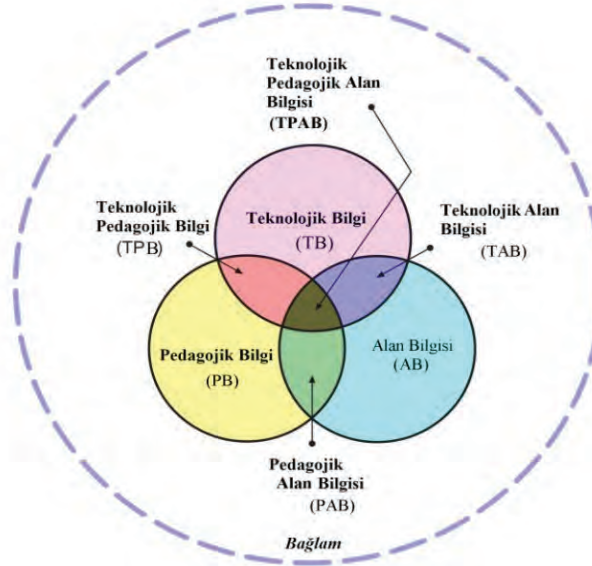 Teknolojik
Pedagojik Alan
Bilgisi
(TPAB)
Teknolojik
Pedagojik Bilgi
(TPB)
Teknolojik Bilgi
(TB)
Teknolojik Alan
Bilgisi
(TAB)
Pedagojik Bilgi
(PB)
Alan Bilgisi
(AB)
Pedagojik
Alan Bilgisi
(PAB)
Bağlam